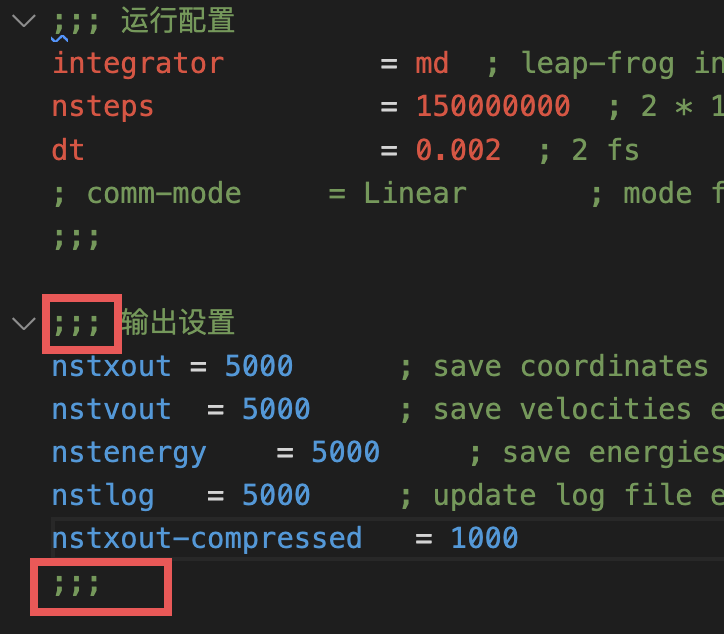 ;;; 运行配置
integrator = md ; leap-frog in
nsteps = 150000000 ; 2 * 1
dt = 0.002 ; 2 fs
; comm-mode = Linear ; mode f
;;;
;;; 输出设置
nstxout = 5000 ; save coordinates
nstvout = 5000 ; save velocities e
nstenergy = 5000 ; save energies
nstlog = 5000 ; update log file e
nstxout-compressed = 1000
;;;